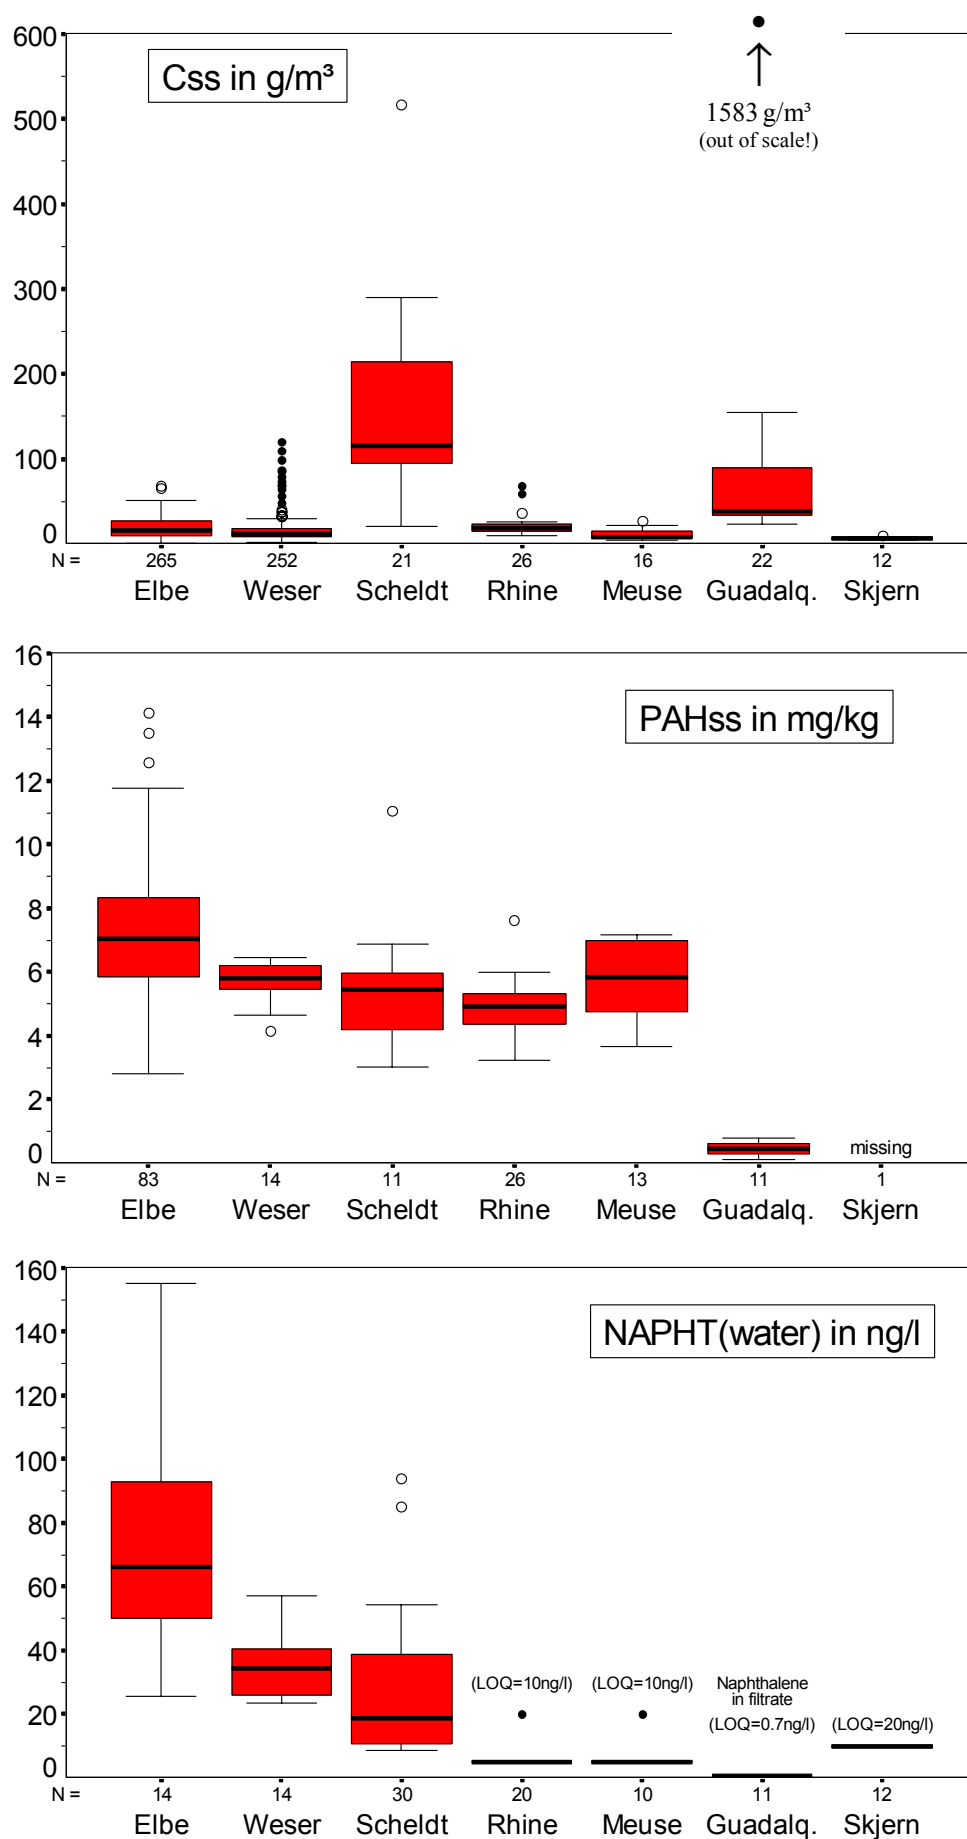 600
Css in g/m³
500
1583 g/m³
(out of scale!)
400
300
200
100
0
N = 265 252 21 26 16 22 12
Elbe Weser Scheldt Rhine Meuse Guadalq. Skjern
16
PAHss in mg/kg
14
12
10
8
6
4
2
0
missing
N = 83 14 11 26 13 11 1
Elbe Weser Scheldt Rhine Meuse Guadalq. Skjern
160
NAPHT(water) in ng/l
140
120
100
80
60
40
(LOQ=10ng/l) (LOQ=10ng/l) Naphthalene
in filtrate
20
(LOQ=0.7ng/l) (LOQ=20ng/l)
0
N = 14 14 30 20 10 11 12
Elbe Weser Scheldt Rhine Meuse Guadalq. Skjern